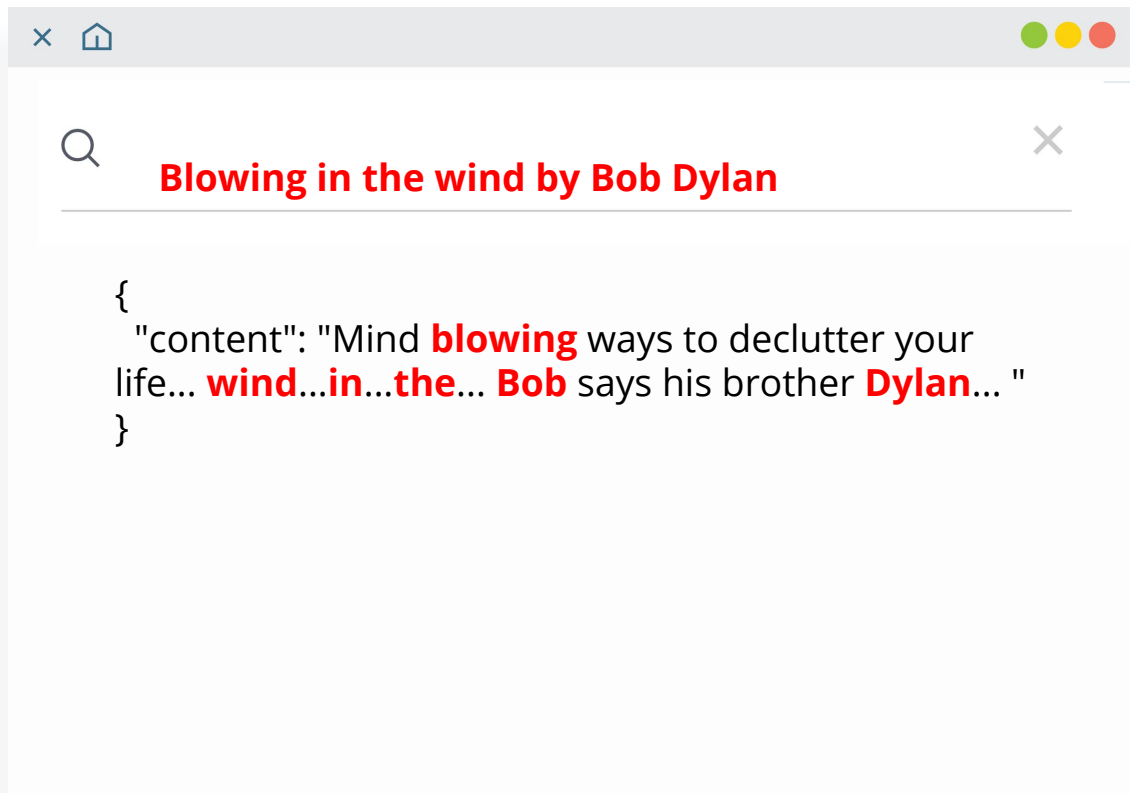 Blowing in the wind by Bob Dylan
{
"content": "Mind blowing ways to declutter your
life... wind...in...the... Bob says his brother Dylan... "
}